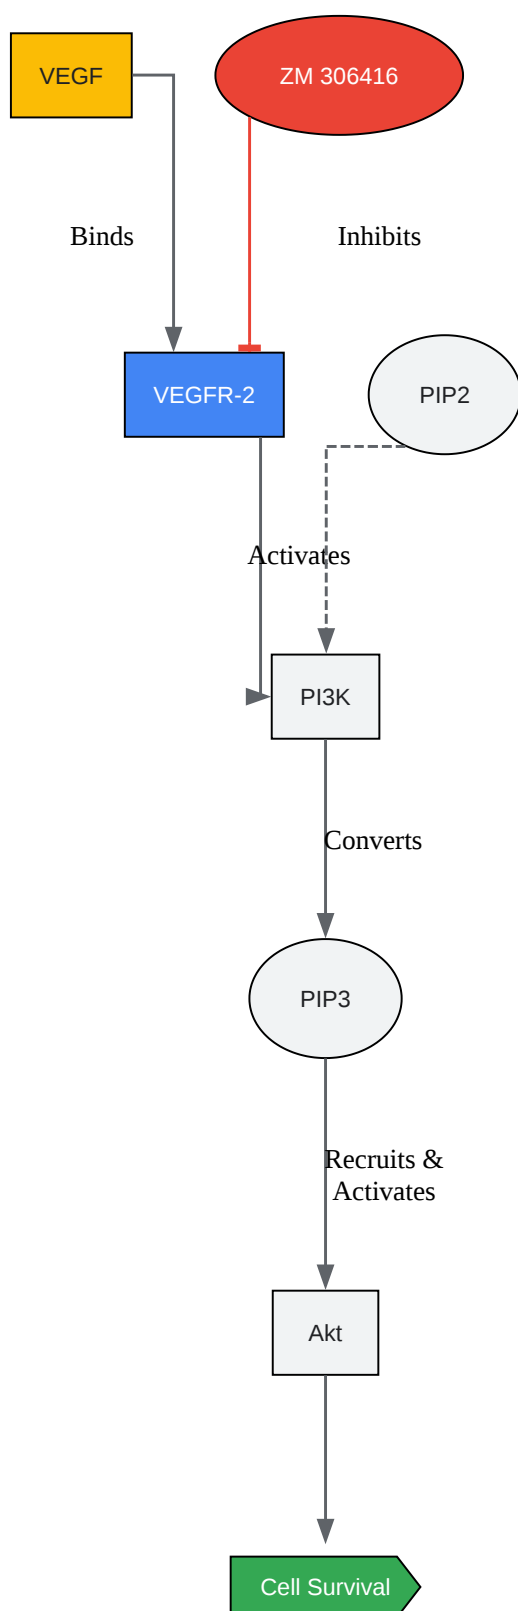 VEGF
ZM 306416
Binds
Inhibits
VEGFR-2
PIP2
Activates
PI3K
Converts
PIP3
Recruits &
Activates
Akt
Cell Survival